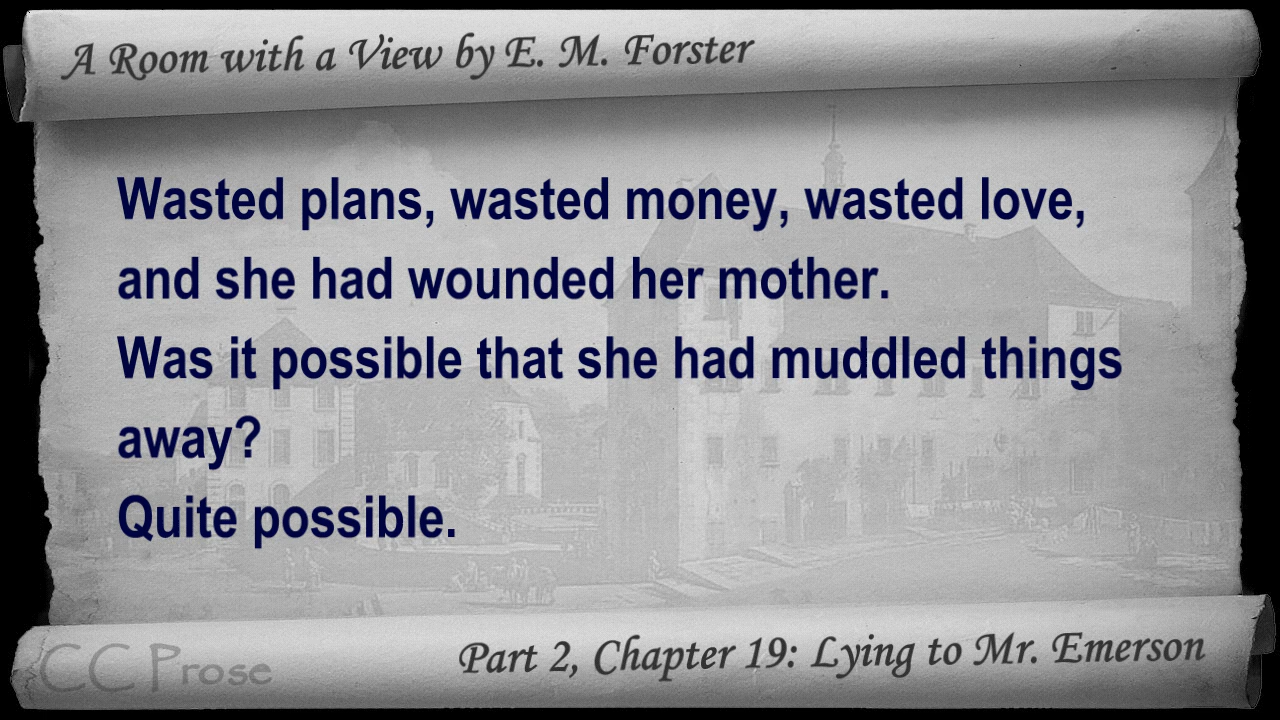 A Room with a View by E. M. Forster
Wasted plans, wasted money, wasted love,
and she had wounded her mother.
Was it possible that she had muddled things
away?
Quite possible.
CC Prose
Part 2, Chapter 19: Lying to Mr. Emerson